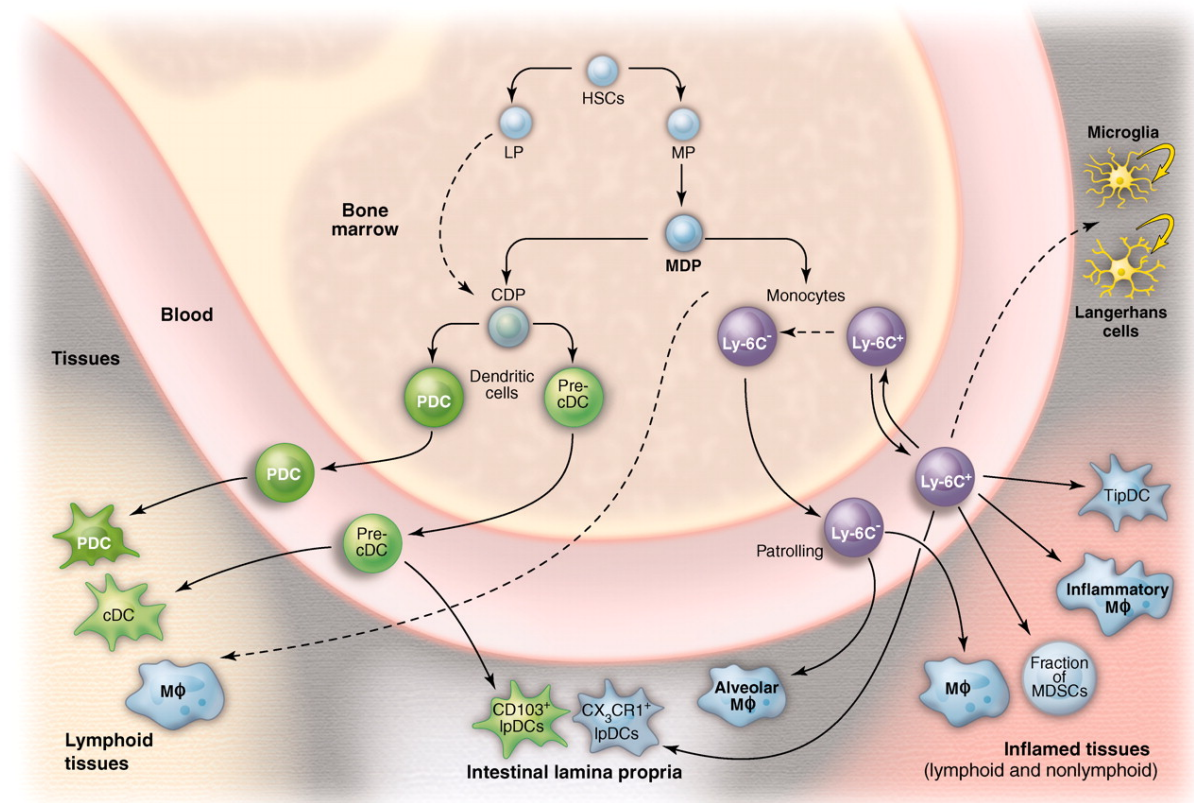 HSCs
LP
MP
Bone
marrow
MDP
CDP
Monocytes
Ly-6C⁻
Ly-6C⁺
Dendritic
cells
PDC
Pre-
cDC
Microglia
Langerhans
cells
Blood
Tissues
PDC
Pre-
cDC
Ly-6C⁺
Patrolling
Ly-6C⁻
PDC
cDC
MΦ
Lymphoid
tissues
CD103⁺
lpDCs
CX₃CR1⁺
lpDCs
Intestinal lamina propria
Alveolar
MΦ
MΦ
Fraction
of
MDSCs
Inflammatory
MΦ
TipDC
Inflamed tissues
(lymphoid and nonlymphoid)